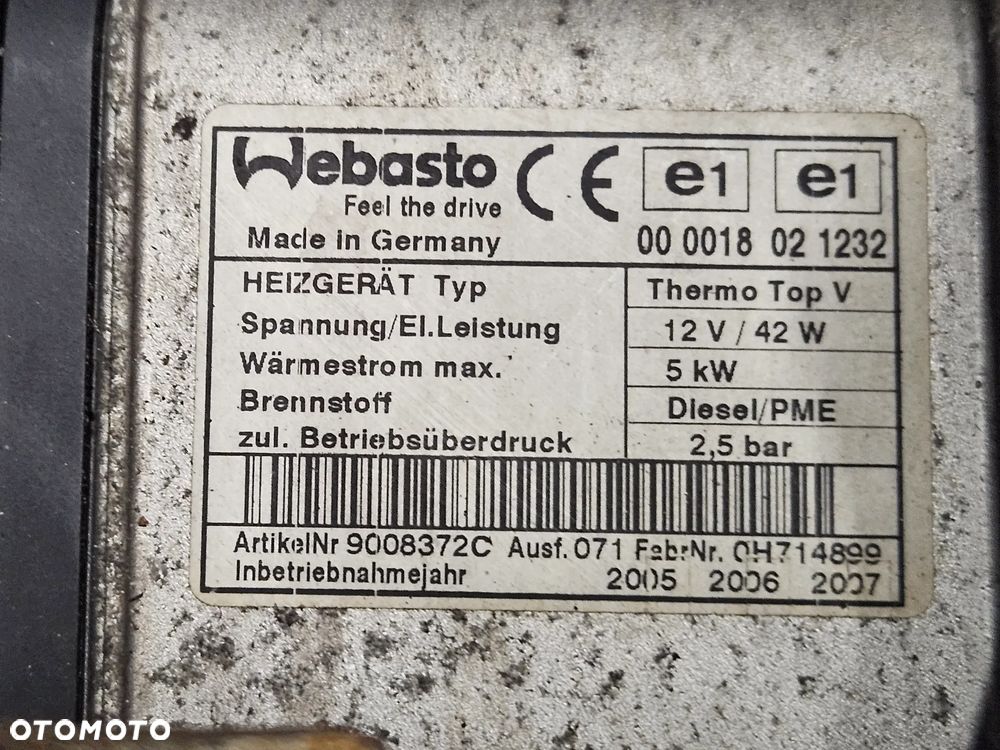 Webasto
Feel the drive
CE e1 e1
Made in Germany 00 0018 02 1232
HEIZGERÄT Typ Thermo Top V
Spannung/El.Leistung 12 V / 42 W
Wärmestrom max. 5 kW
Brennstoff Diesel/PME
zul. Betriebsüberdruck 2,5 bar
ArtikelNr 9008372C Ausf. 071 FabrNr. 0H714899
Inbetriebnahmejahr 2005 2006 2007
OTOMOTO